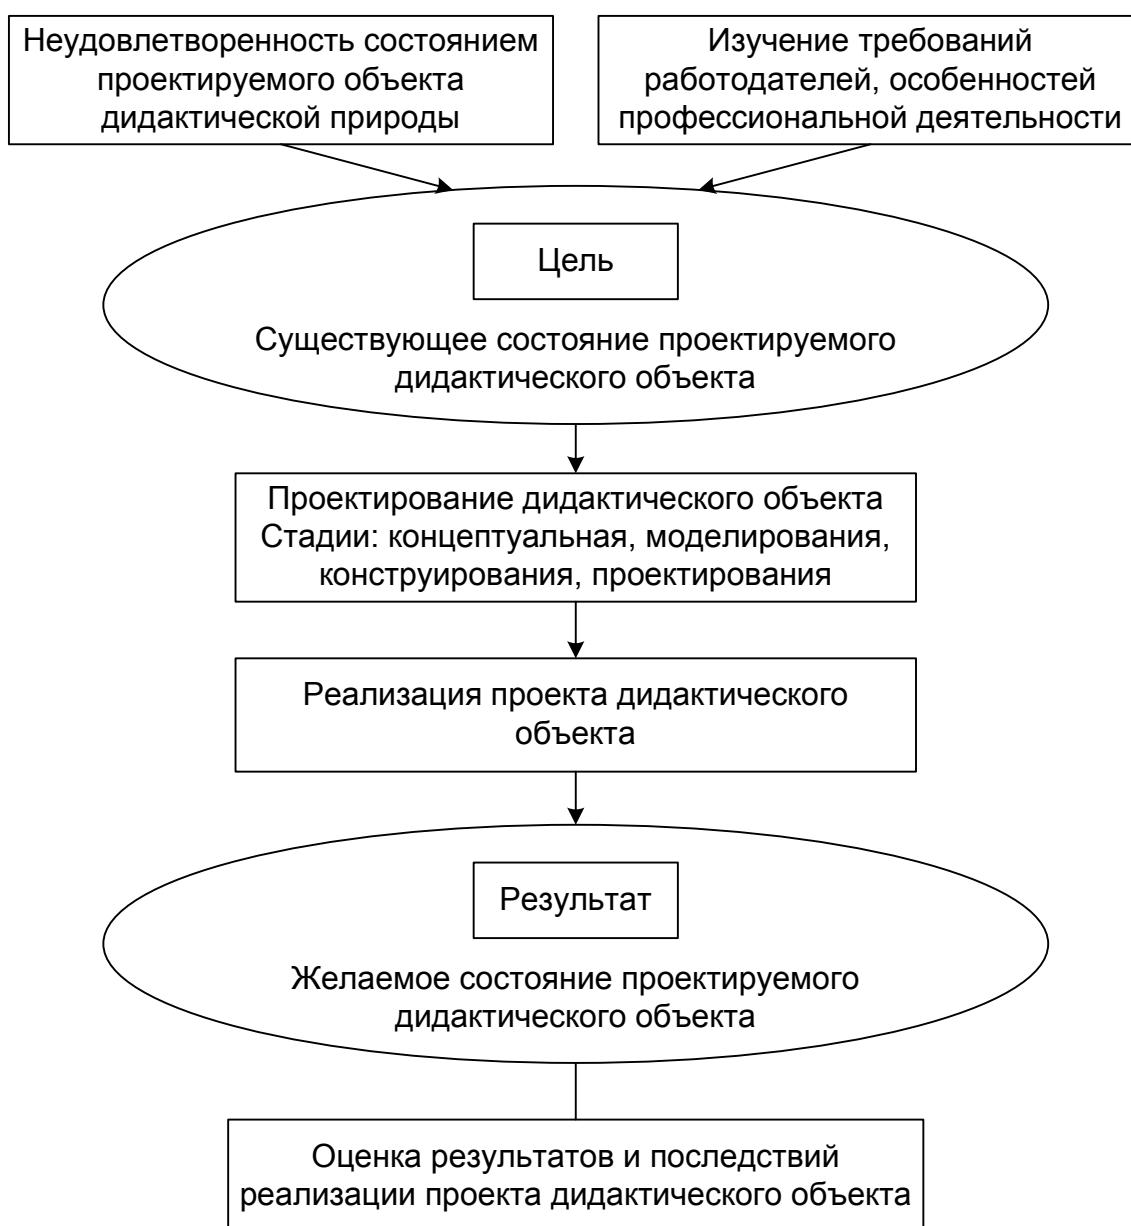 Неудовлетворенность состоянием
проектируемого объекта
дидактической природы
Изучение требований
работодателей, особенностей
профессиональной деятельности
Цель
Существующее состояние проектируемого
дидактического объекта
Проектирование дидактического объекта
Стадии: концептуальная, моделирования,
конструирования, проектирования
Реализация проекта дидактического
объекта
Результат
Желаемое состояние проектируемого
дидактического объекта
Оценка результатов и последствий
реализации проекта дидактического объекта